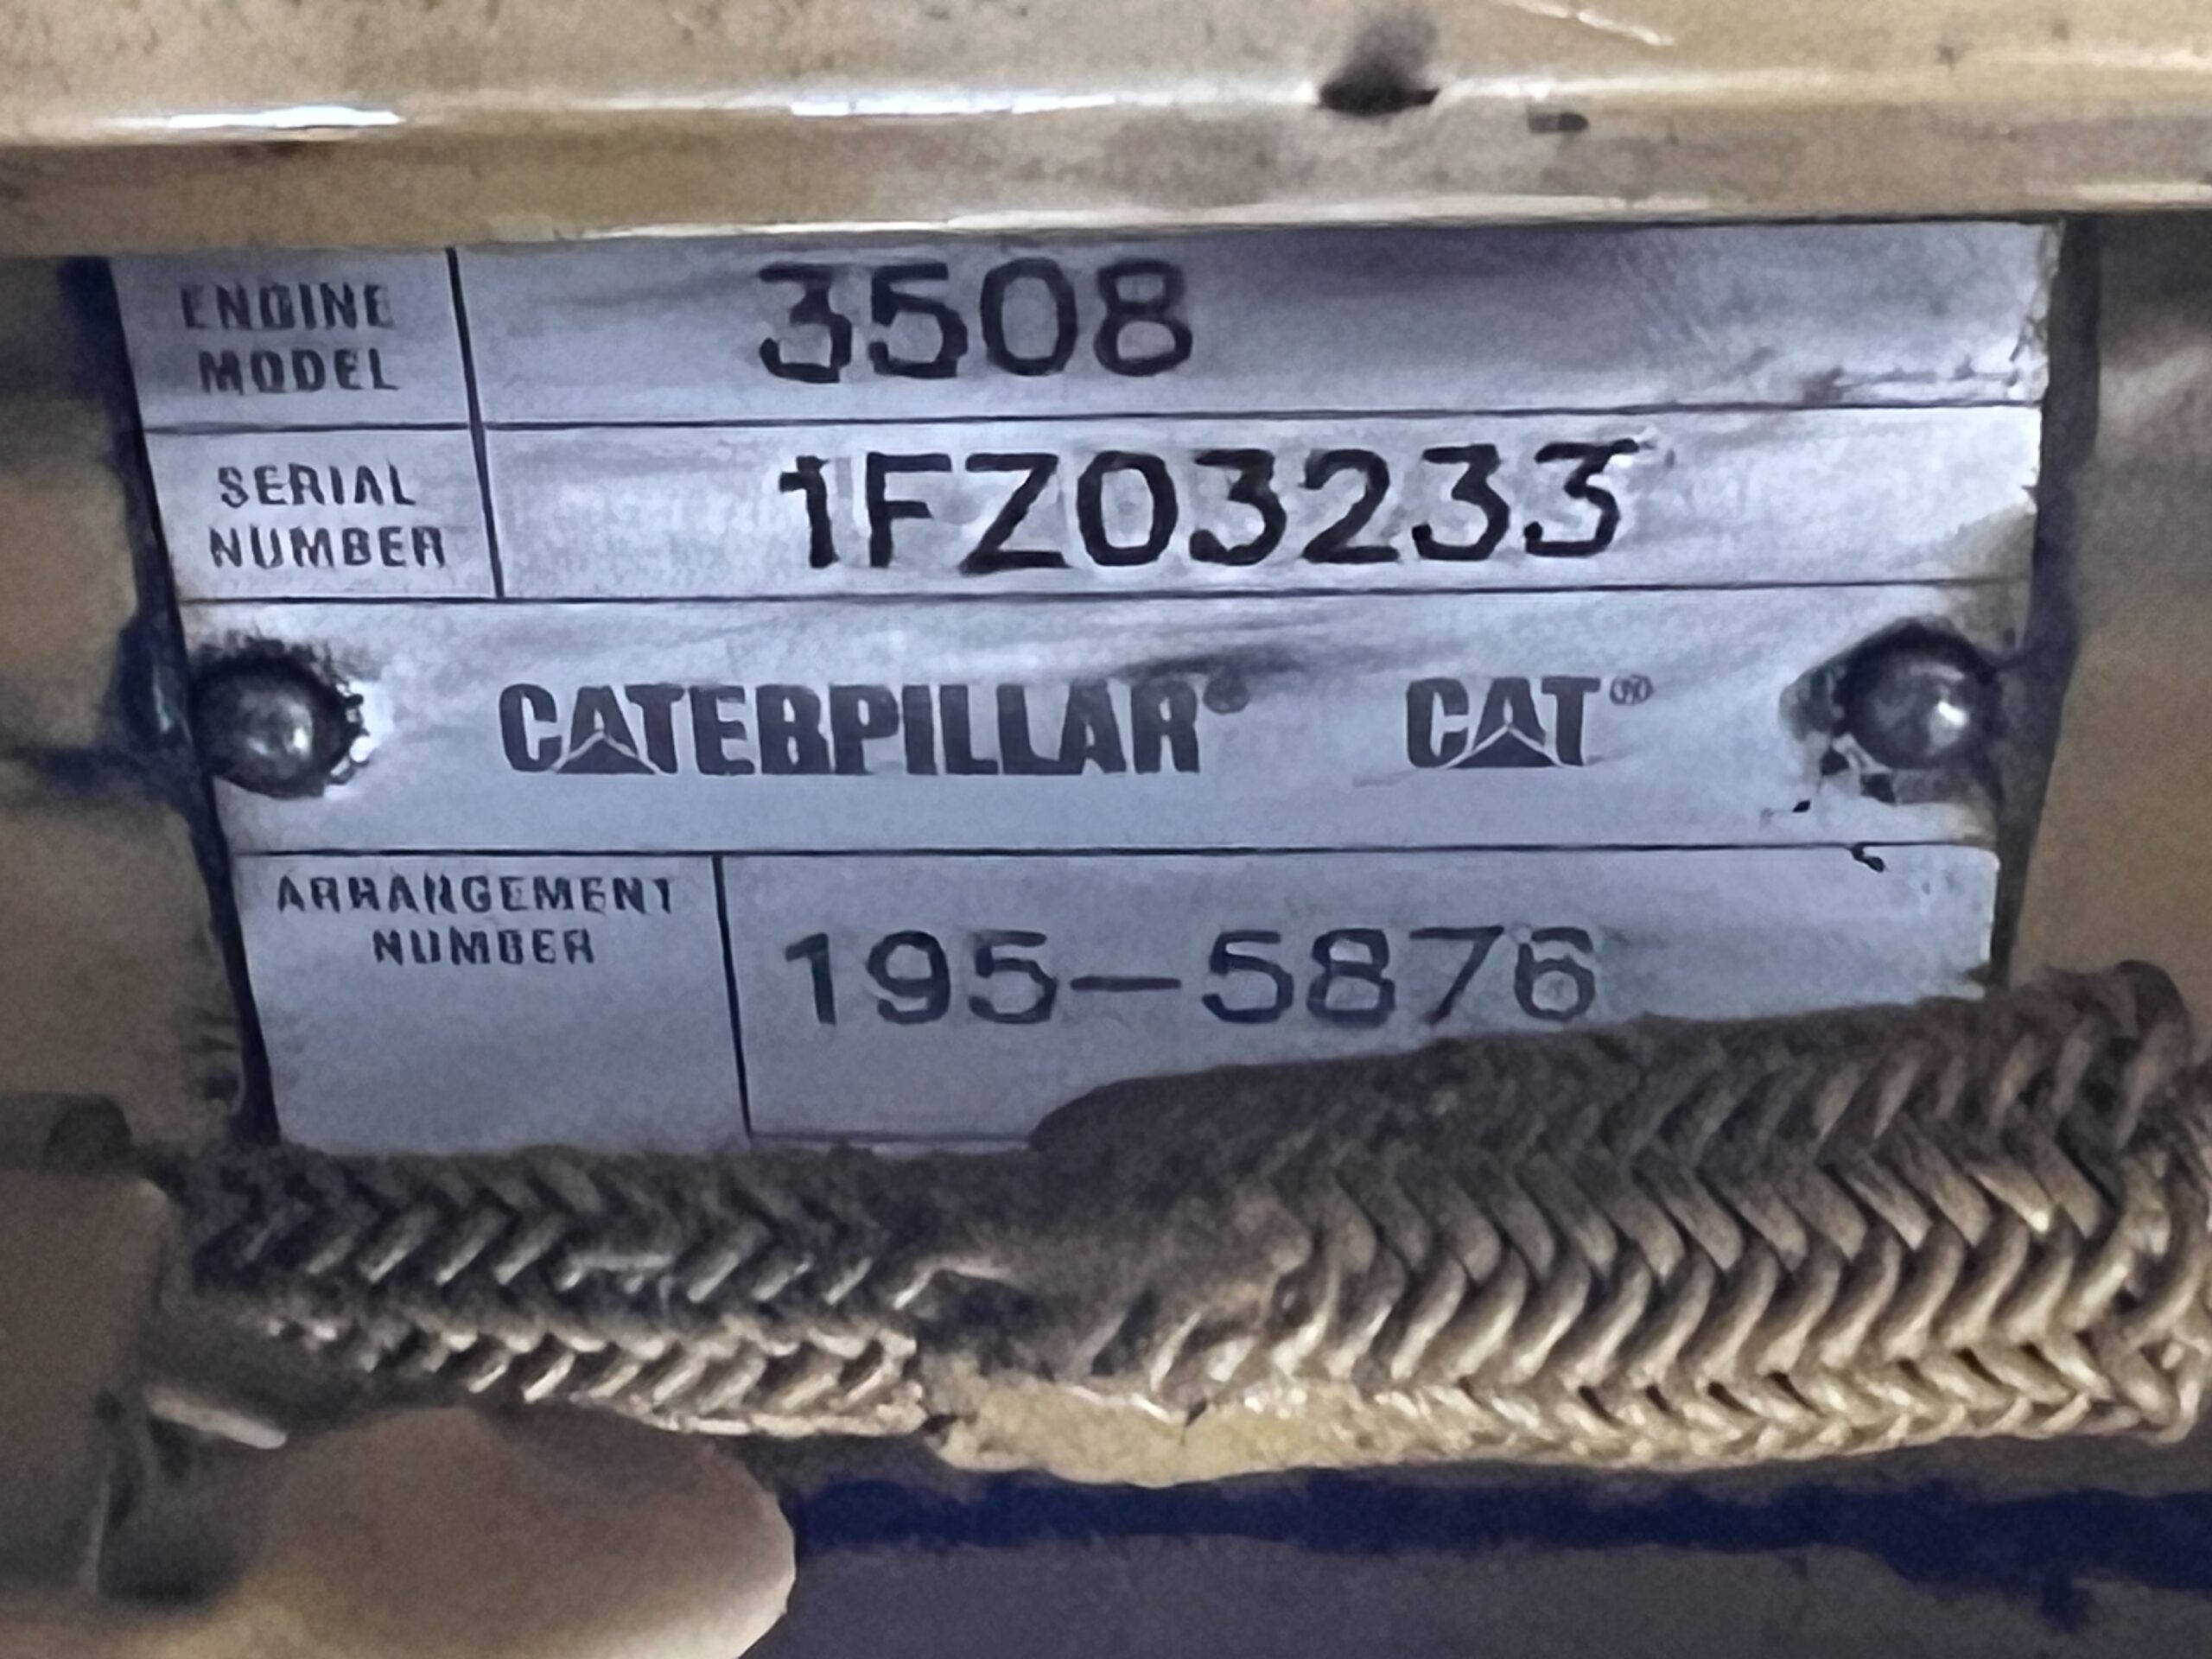 ENGINE MODEL 3508
SERIAL NUMBER 1FZ03233
CATERPILLAR® CAT®
ARRANGEMENT NUMBER 195-5876